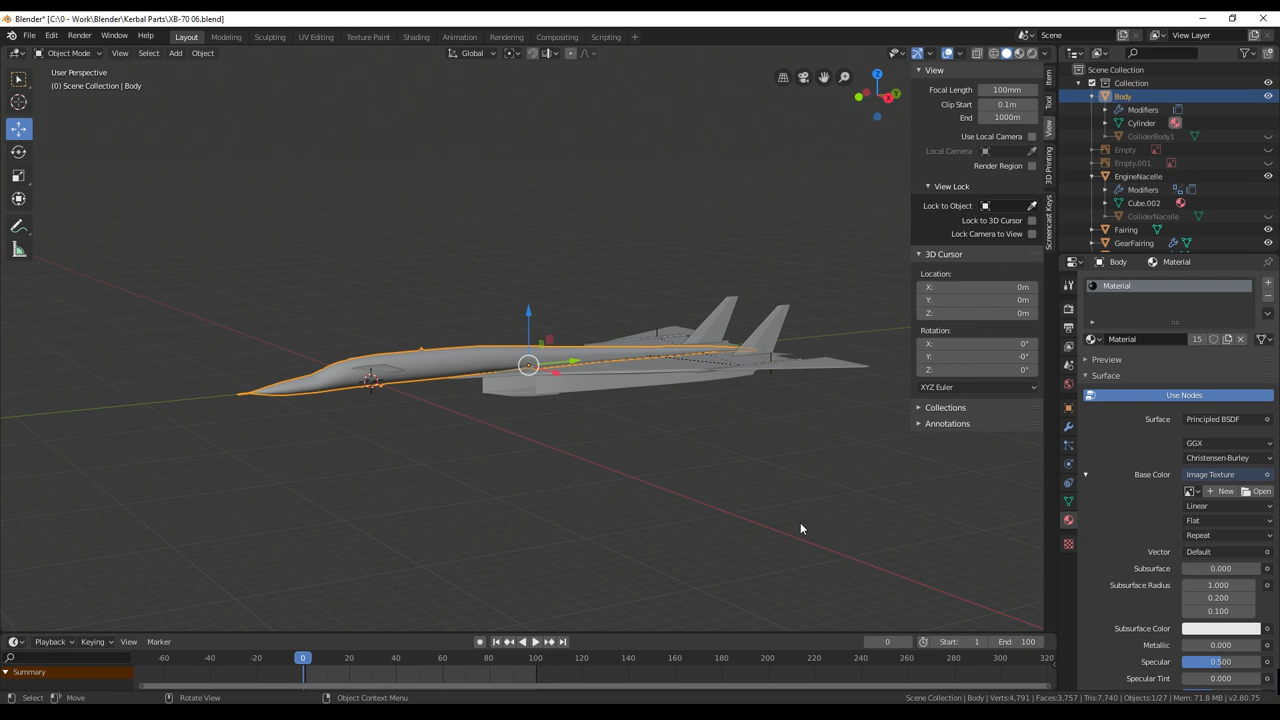 Blender* [C:\0 - Work\Blender\Kerbal Parts\XB-70 06.blend]
File Edit Render Window Help Layout Modeling Sculpting UV Editing Texture Paint Shading Animation Rendering Compositing Scripting + Scene View Layer
Object Mode View Select Add Object Global
User Perspective
(0) Scene Collection | Body
Z
Y
X
View
Focal Length 100mm
Clip Start 0.1m
End 1000m
Use Local Camera
Local Camera
Render Region
View Lock
Lock to Object
Lock to 3D Cursor
Lock Camera to View
3D Cursor
Location:
X: 0m
Y: 0m
Z: 0m
Rotation:
X: 0°
Y: -0°
Z: 0°
XYZ Euler
Collections
Annotations
Item
Tool
View
3D Printing
Screencast Keys
Scene Collection
Collection
Body
Modifiers
Cylinder
ColliderBody1
Empty
Empty.001
EngineNacelle
Modifiers
Cube.002
ColliderNacelle
Fairing
GearFairing
Body Material
Material
Material 15
Preview
Surface
Use Nodes
Surface Principled BSDF
GGX
Christensen-Burley
Base Color Image Texture
New Open
Linear
Flat
Repeat
Vector Default
Subsurface 0.000
Subsurface Radius 1.000
0.200
0.100
Subsurface Color
Metallic 0.000
Specular 0.500
Specular Tint 0.000
Playback Keying View Marker 0 Start: 1 End: 100
-60 -40 -20 0 20 40 60 80 100 120 140 160 180 200 220 240 260 280 300 320
Summary
Select Move Rotate View Object Context Menu Scene Collection | Body | Verts:4,791 | Faces:3,757 | Tris:7,740 | Objects:1/27 | Mem: 71.8 MB | v2.80.75